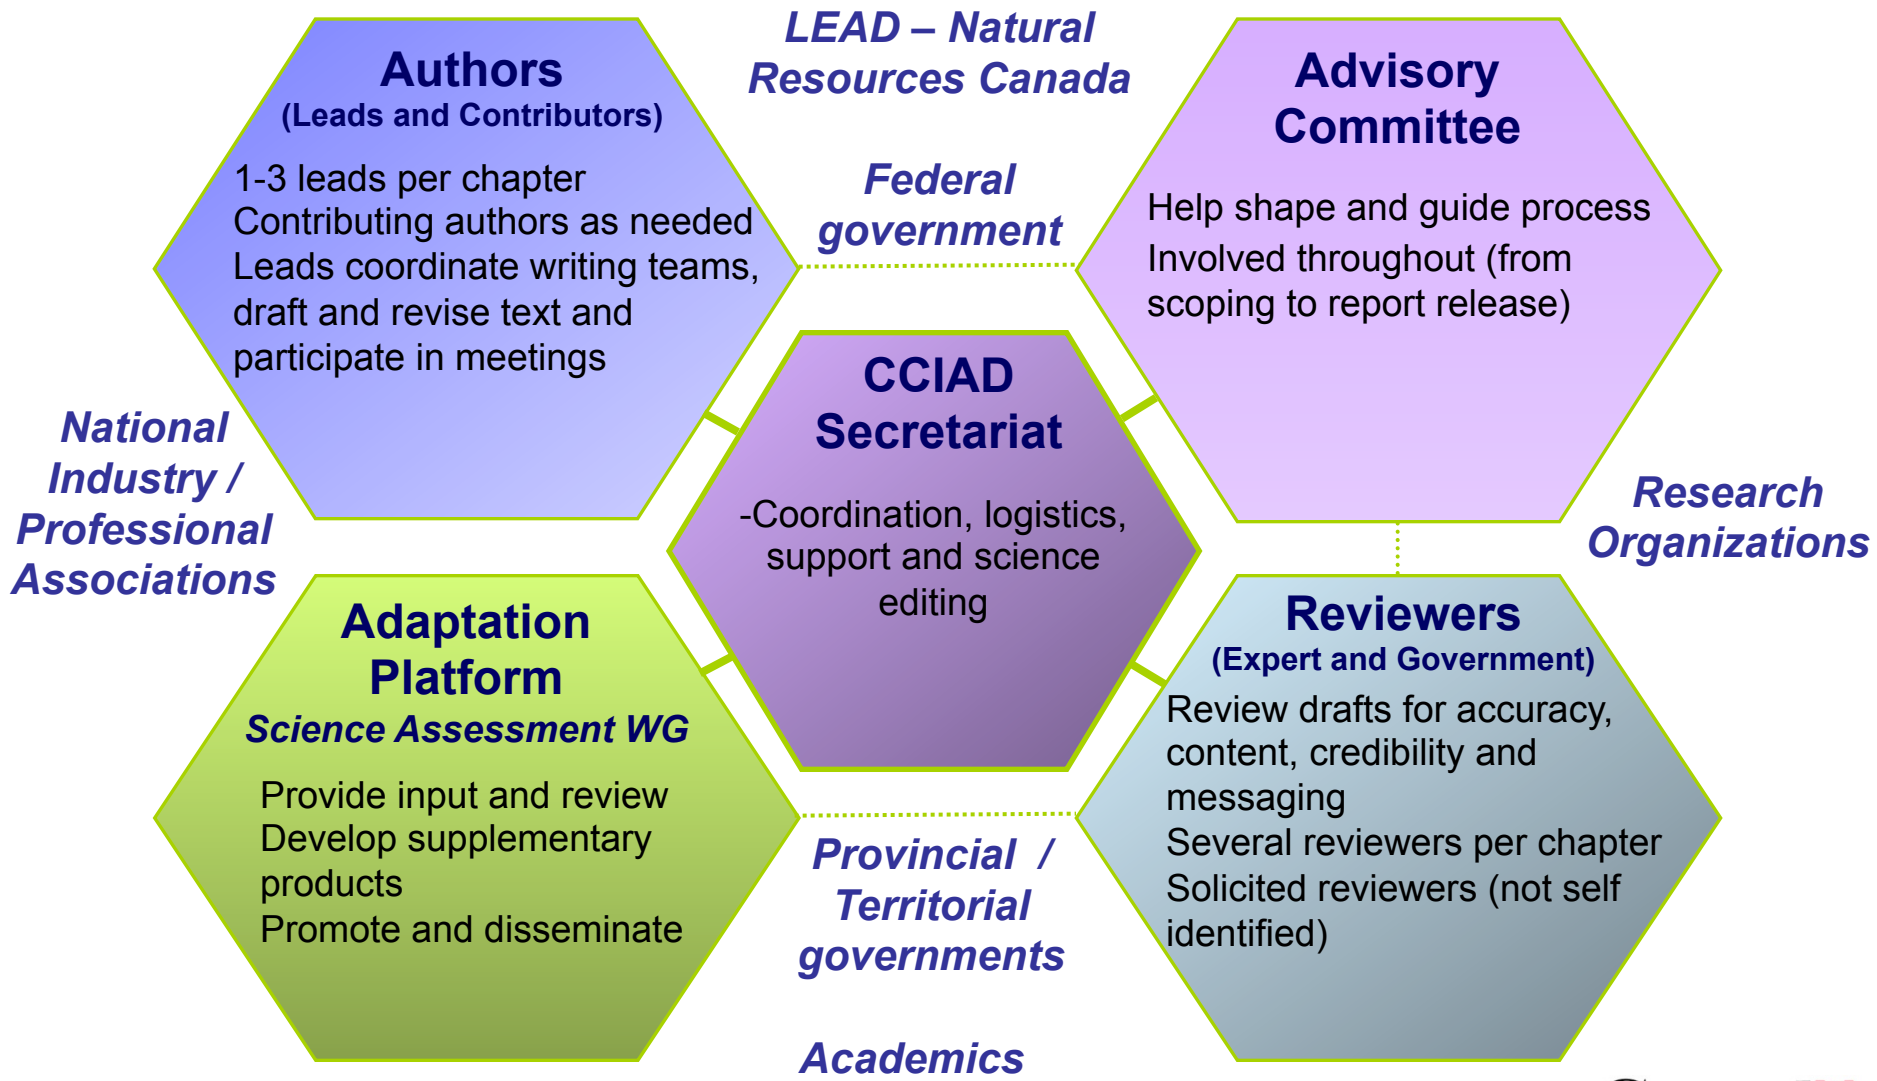 LEAD – Natural
Resources Canada
Authors
(Leads and Contributors)
1-3 leads per chapter
Contributing authors as needed
Leads coordinate writing teams,
draft and revise text and
participate in meetings
Federal
government
Advisory
Committee
Help shape and guide process
Involved throughout (from
scoping to report release)
CCIAD
Secretariat
-Coordination, logistics,
support and science
editing
National
Industry /
Professional
Associations
Research
Organizations
Adaptation
Platform
Science Assessment WG
Provide input and review
Develop supplementary
products
Promote and disseminate
Reviewers
(Expert and Government)
Review drafts for accuracy,
content, credibility and
messaging
Several reviewers per chapter
Solicited reviewers (not self
identified)
Provincial /
Territorial
governments
Academics